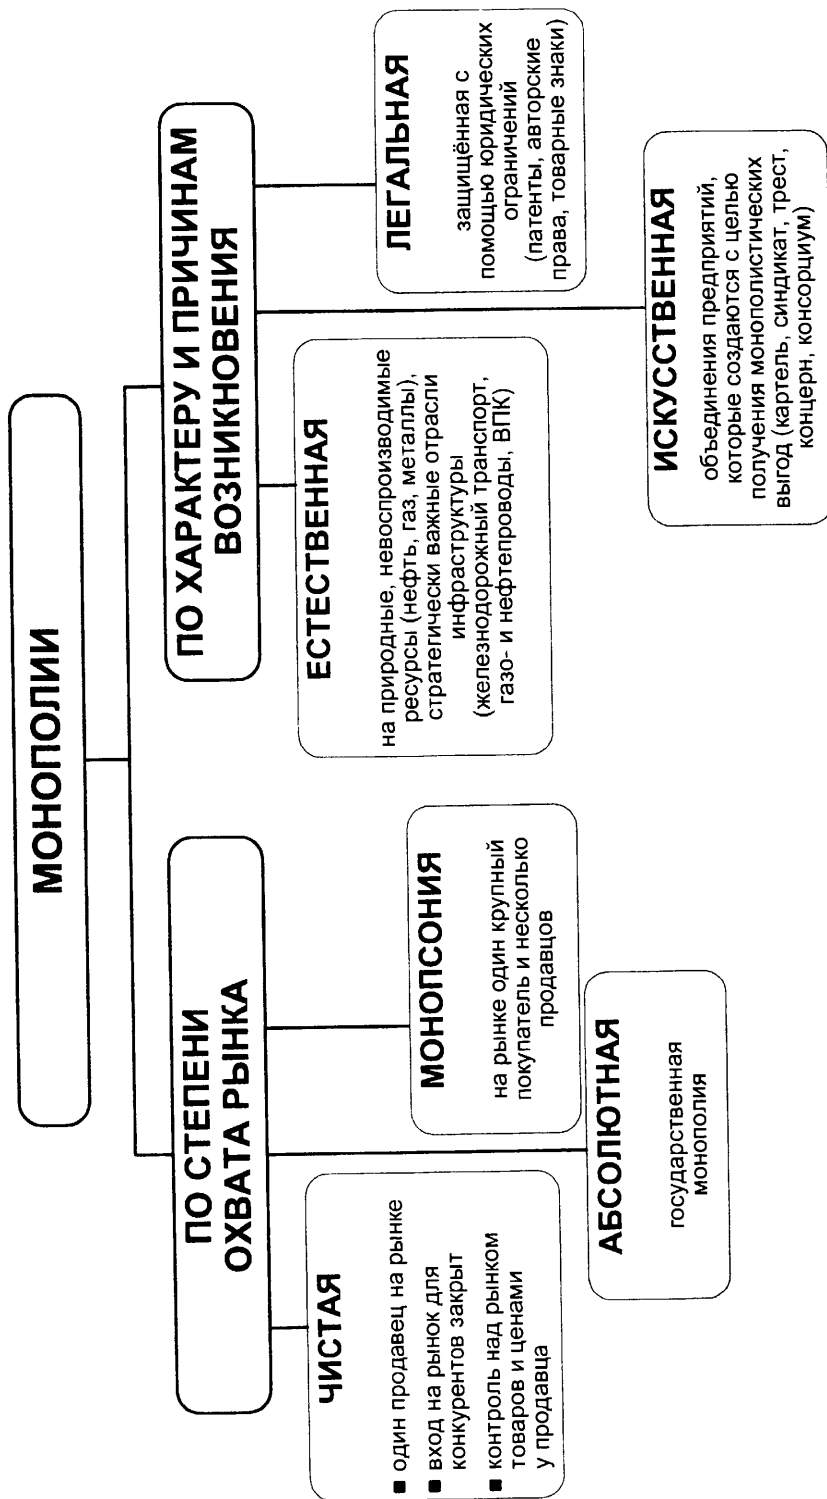 МОНОПОЛИИ
ПО СТЕПЕНИ
ОХВАТА РЫНКА
ЧИСТАЯ
■ один продавец на рынке
■ вход на рынок для
конкурентов закрыт
■ контроль над рынком
товаров и ценами
у продавца
МОНОПСОНИЯ
на рынке один крупный
покупатель и несколько
продавцов
АБСОЛЮТНАЯ
государственная
монополия
ПО ХАРАКТЕРУ И ПРИЧИНАМ
ВОЗНИКНОВЕНИЯ
ЕСТЕСТВЕННАЯ
на природные, невоспроизводимые
ресурсы (нефть, газ, металлы),
стратегически важные отрасли
инфраструктуры
(железнодорожный транспорт,
газо- и нефтепроводы, ВПК)
ЛЕГАЛЬНАЯ
защищённая с
помощью юридических
ограничений
(патенты, авторские
права, товарные знаки)
ИСКУССТВЕННАЯ
объединения предприятий,
которые создаются с целью
получения монополистических
выгод (картель, синдикат, трест,
концерн, консорциум)